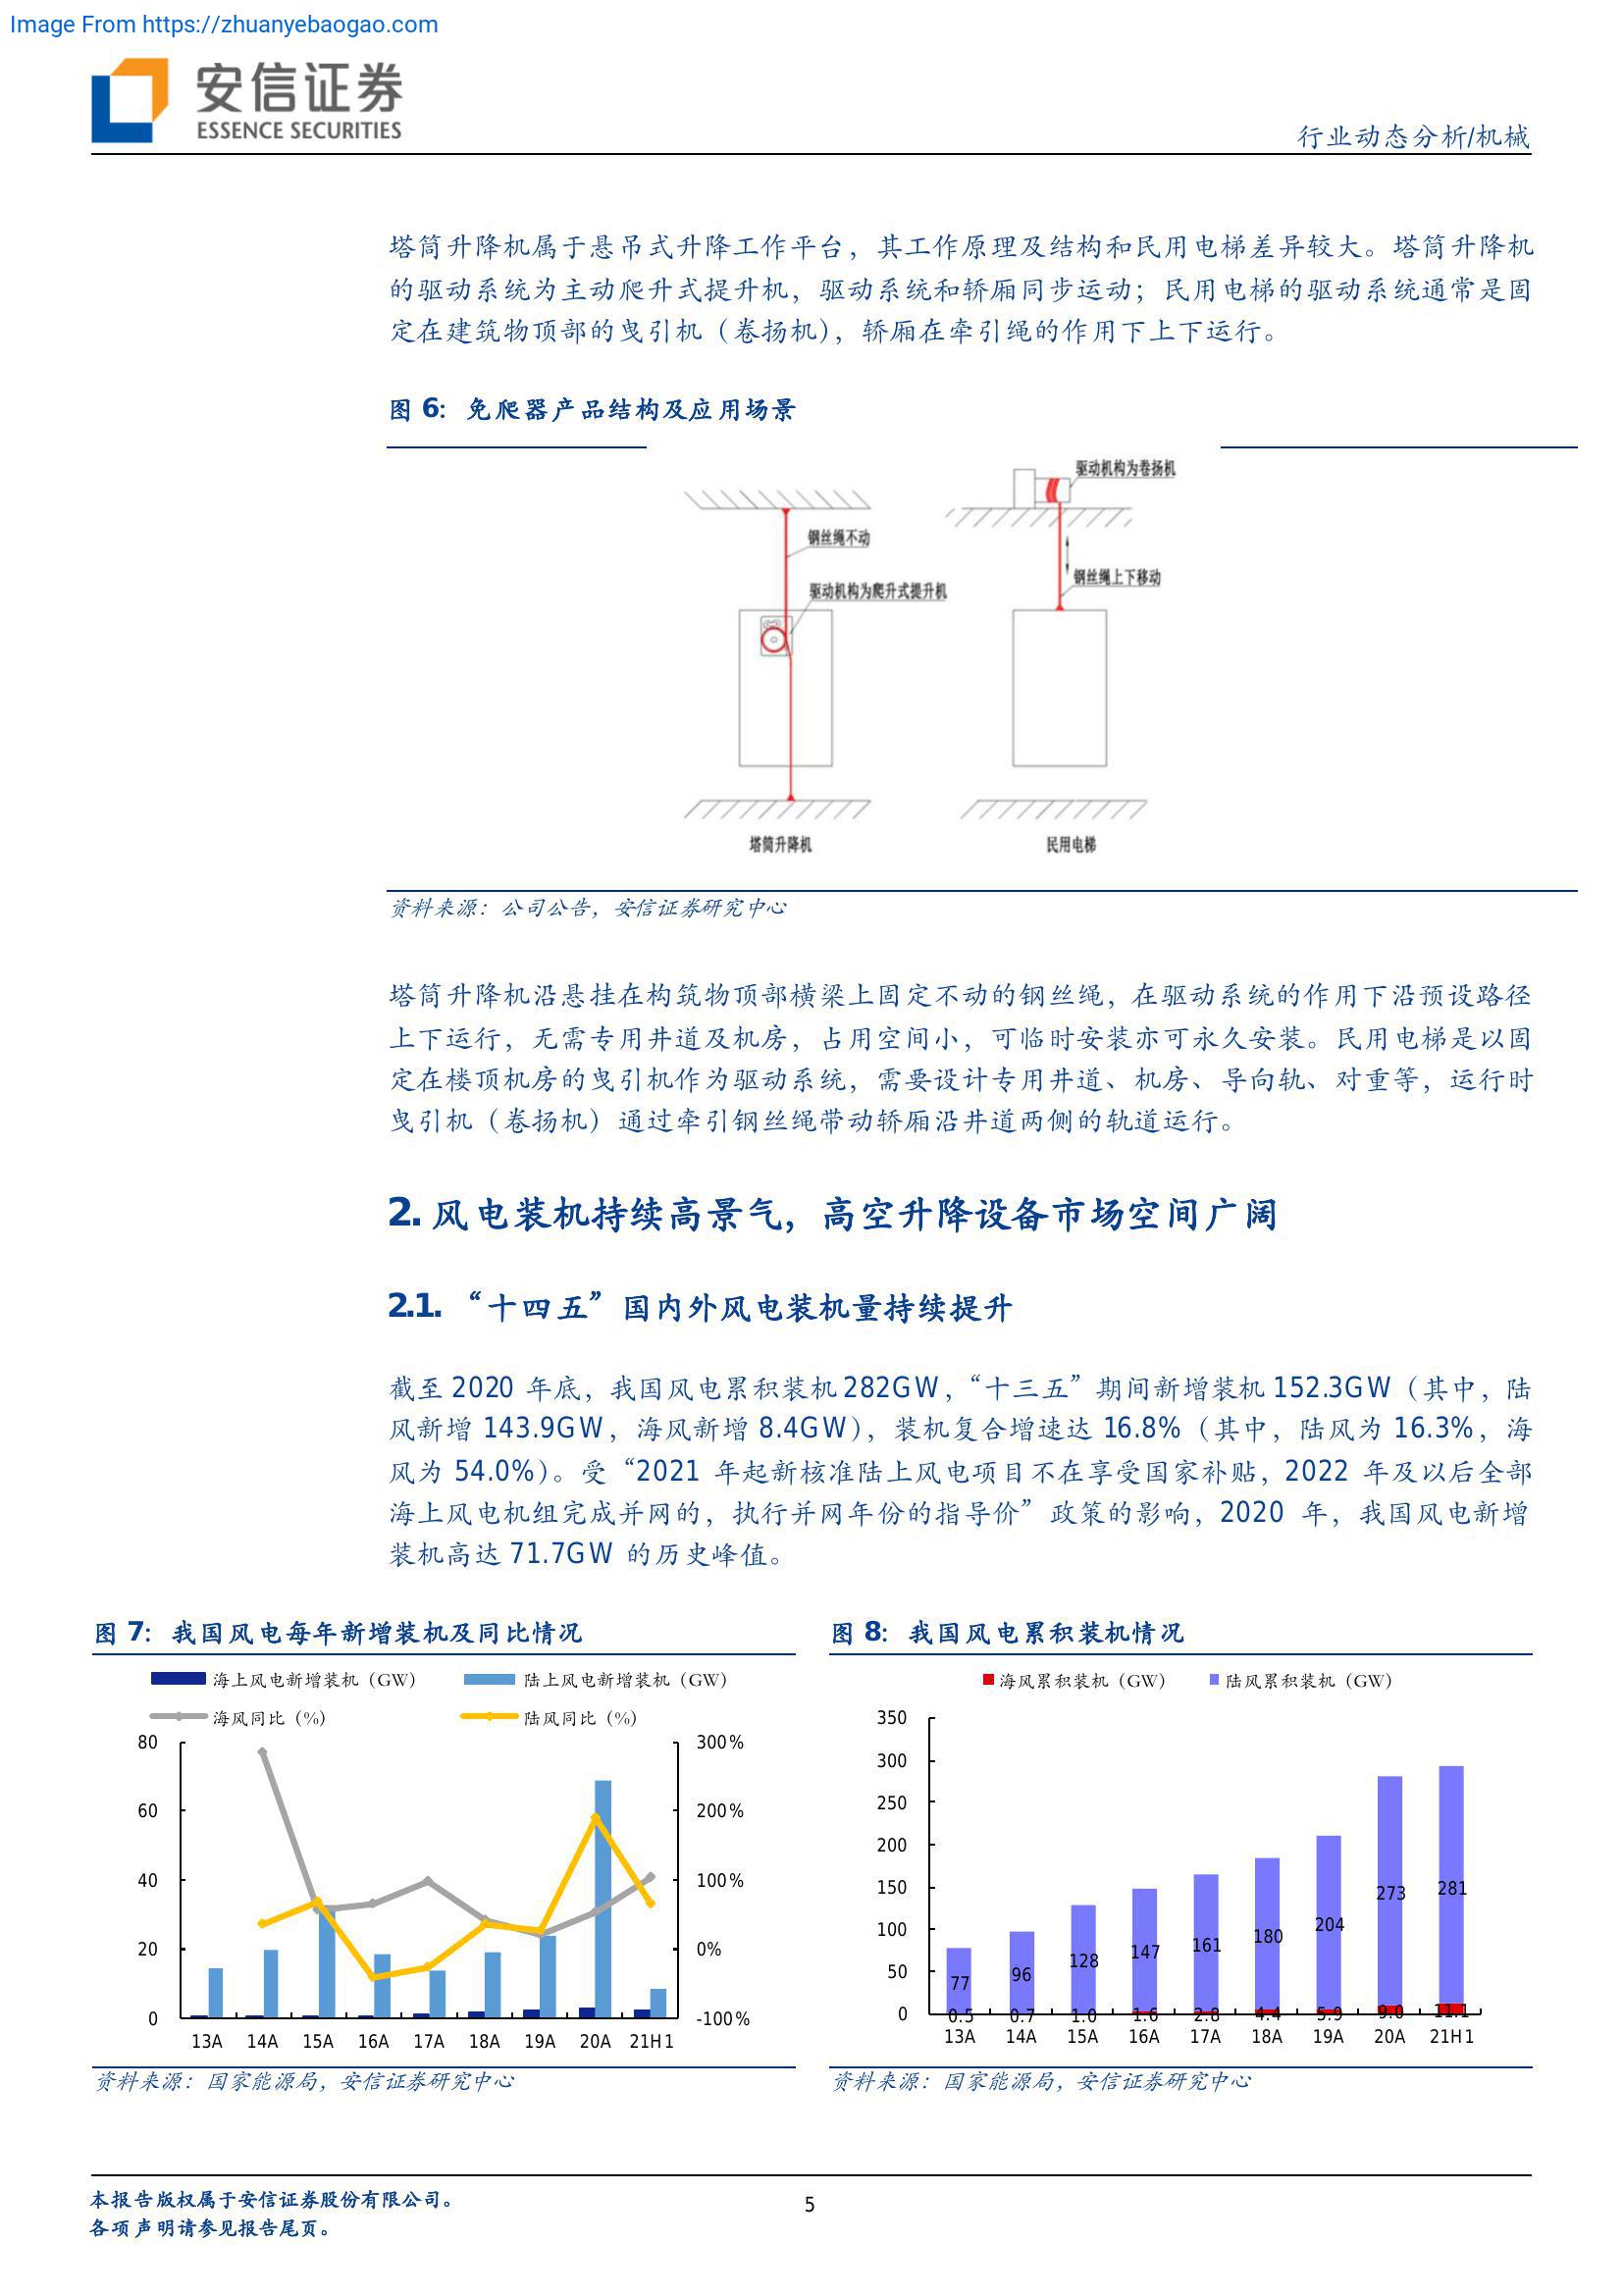 Image From https://zhuanyebaogao.com
安信证券
ESSENCE SECURITIES
行业动态分析/机械
塔筒升降机属于悬吊式升降工作平台，其工作原理及结构和民用电梯差异较大。塔筒升降机
的驱动系统为主动爬升式提升机，驱动系统和轿厢同步运动；民用电梯的驱动系统通常是固
定在建筑物顶部的曳引机（卷扬机），轿厢在牵引绳的作用下上下运行。
图 6：免爬器产品结构及应用场景
驱动机构为卷扬机
钢丝绳不动
钢丝绳上下移动
驱动机构为爬升式提升机
塔筒升降机
民用电梯
资料来源：公司公告，安信证券研究中心
塔筒升降机沿悬挂在构筑物顶部横梁上固定不动的钢丝绳，在驱动系统的作用下沿预设路径
上下运行，无需专用井道及机房，占用空间小，可临时安装亦可永久安装。民用电梯是以固
定在楼顶机房的曳引机作为驱动系统，需要设计专用井道、机房、导向轨、对重等，运行时
曳引机（卷扬机）通过牵引钢丝绳带动轿厢沿井道两侧的轨道运行。
2. 风电装机持续高景气，高空升降设备市场空间广阔
2.1. “十四五”国内外风电装机量持续提升
截至 2020 年底，我国风电累积装机 282GW，“十三五”期间新增装机 152.3GW（其中，陆
风新增 143.9GW，海风新增 8.4GW），装机复合增速达 16.8%（其中，陆风为 16.3%，海
风为 54.0%）。受“2021 年起新核准陆上风电项目不在享受国家补贴，2022 年及以后全部
海上风电机组完成并网的，执行并网年份的指导价”政策的影响，2020 年，我国风电新增
装机高达 71.7GW 的历史峰值。
图 7：我国风电每年新增装机及同比情况
海上风电新增装机（GW）
陆上风电新增装机（GW）
海风同比（%）
陆风同比（%）
80
60
40
20
0
300%
200%
100%
0%
-100%
13A 14A 15A 16A 17A 18A 19A 20A 21H1
资料来源：国家能源局，安信证券研究中心
图 8：我国风电累积装机情况
海风累积装机（GW）
陆风累积装机（GW）
350
300
250
200
150
100
50
0
77 96 128 147 161 180 204 273 281
0.5 0.7 1.0 1.6 2.8 4.4 5.9 9.0 11.1
13A 14A 15A 16A 17A 18A 19A 20A 21H1
资料来源：国家能源局，安信证券研究中心
本报告版权属于安信证券股份有限公司。
各项声明请参见报告尾页。
5